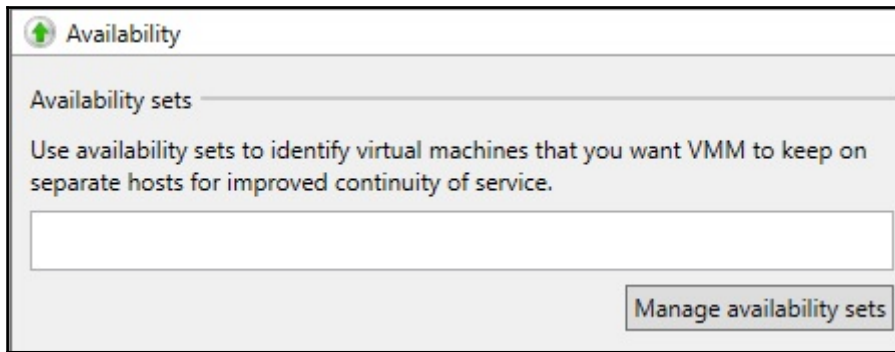 Availability
Availability sets
Use availability sets to identify virtual machines that you want VMM to keep on
separate hosts for improved continuity of service.
Manage availability sets